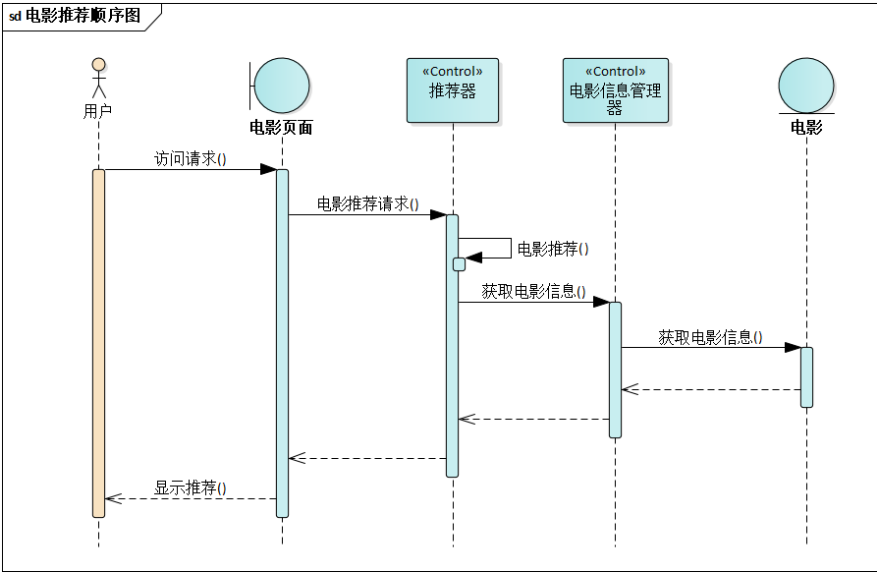 sd 电影推荐顺序图
用户
电影页面
«Control»
推荐器
«Control»
电影信息管理
器
电影
访问请求()
电影推荐请求()
电影推荐()
获取电影信息()
获取电影信息()
显示推荐()